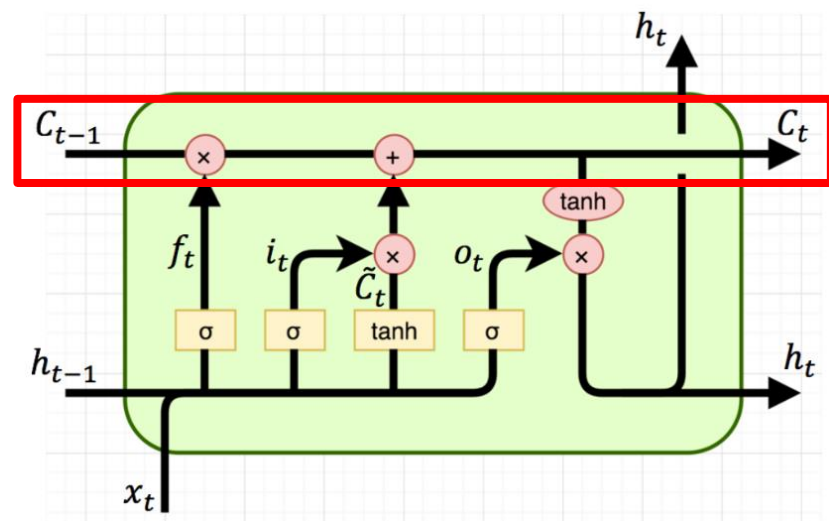 h_t
C_{t-1} × + C_t
tanh
f_t i_t × o_t ×
C̃_t
σ σ tanh σ
h_{t-1} h_t
x_t